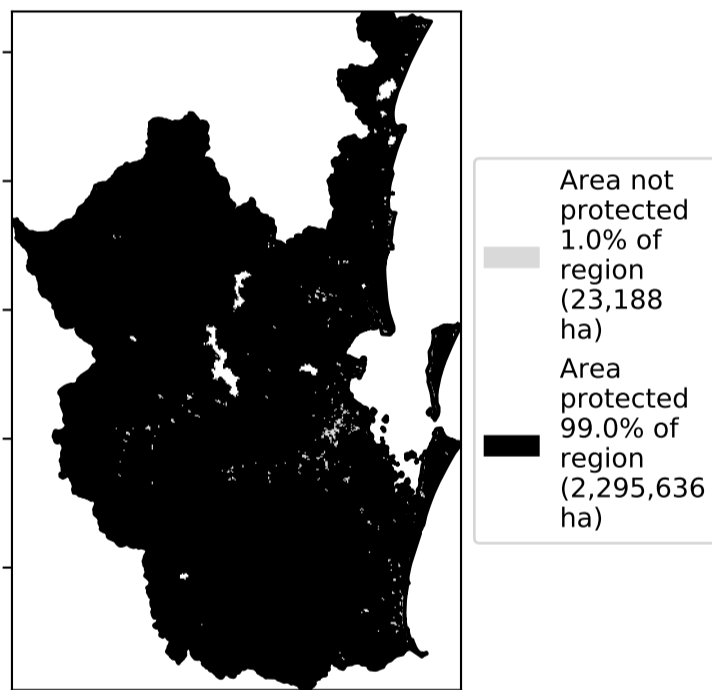 Area not
protected
1.0% of
region
(23,188
ha)
Area
protected
99.0% of
region
(2,295,636
ha)